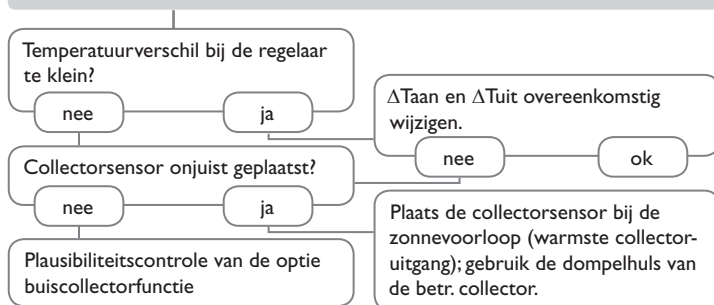 Temperatuurverschil bij de regelaar
te klein?
nee
ja
∆Taan en ∆Tuit overeenkomstig
wijzigen.
nee
ok
Collectorsensor onjuist geplaatst?
nee
ja
Plaats de collectorsensor bij de
zonnevoorloop (warmste collector-
uitgang); gebruik de dompelhuls van
de betr. collector.
Plausibiliteitscontrole van de optie
buiscollectorfunctie